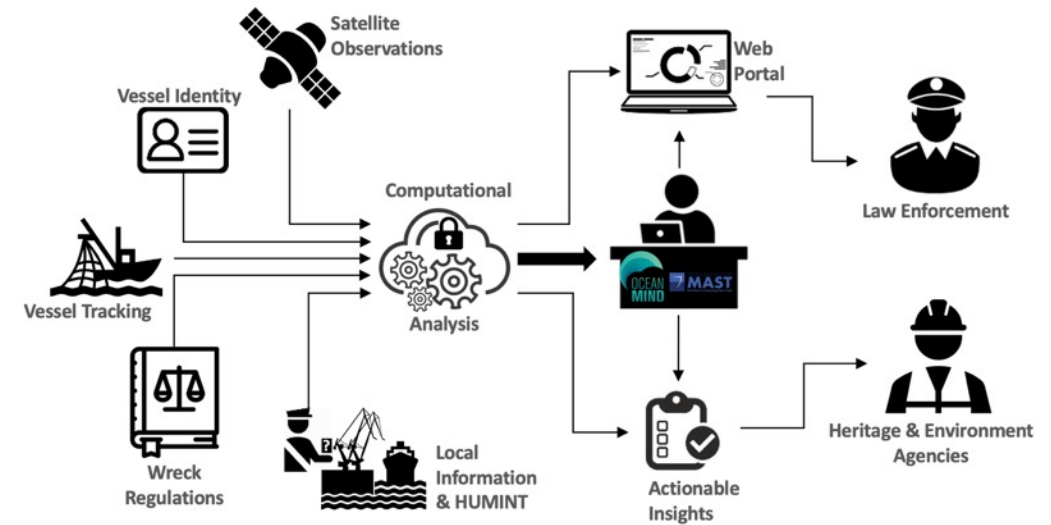 Satellite
Observations
Vessel Identity
Web
Portal
Computational
Law Enforcement
OCEAN
MIND
MAST
Vessel Tracking
Analysis
Heritage & Environment
Agencies
Wreck
Regulations
Local
Information
& HUMINT
Actionable
Insights